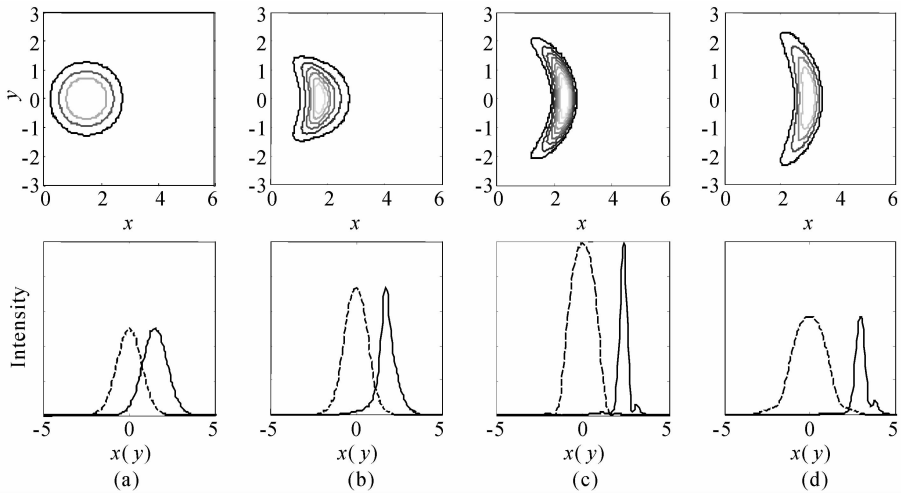 3 3 3 3
2 2 2 2
1 1 1 1
y 0 0 0 0
-1 -1 -1 -1
-2 -2 -2 -2
-3 -3 -3 -3
0 2 4 6 0 2 4 6 0 2 4 6 0 2 4 6
x x x x
Intensity
-5 0 5 -5 0 5 -5 0 5 -5 0 5
x(y) x(y) x(y) x(y)
(a) (b) (c) (d)